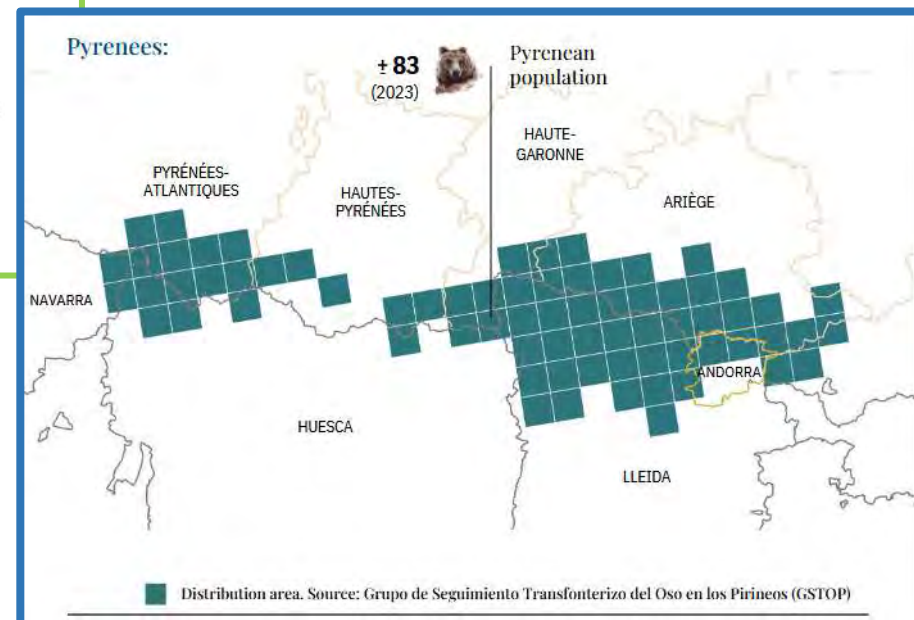 Pyrenees:
± 83
(2023)
Pyrenean
population
HAUTE-
GARONNE
PYRÉNÉES-
ATLANTIQUES
HAUTES-
PYRÉNÉES
ARIÈGE
NAVARRA
ANDORRA
HUESCA
LLEIDA
Distribution area. Source: Grupo de Seguimiento Transfonterizo del Oso en los Pirineos (GSTOP)